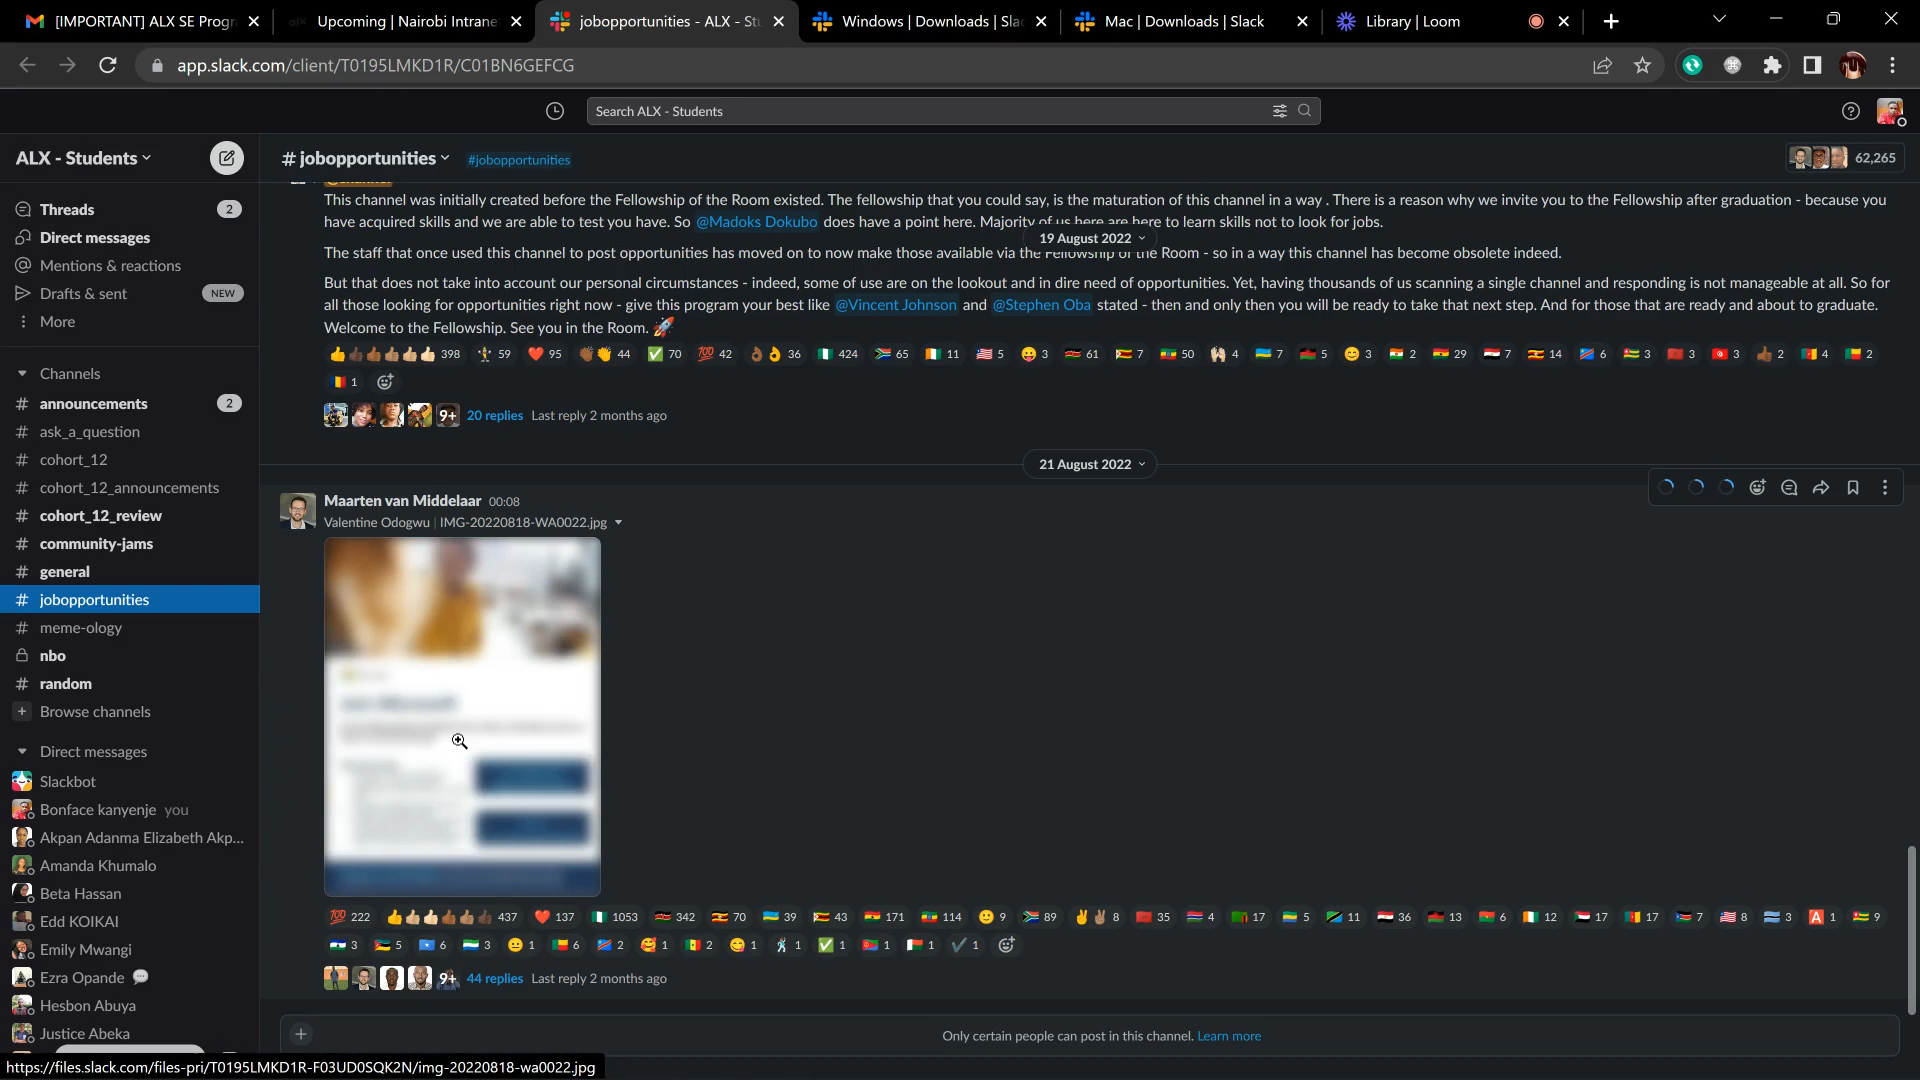 [IMPORTANT] ALX SE Progr
Upcoming | Nairobi Intrane
jobopportunities - ALX - Stu
Windows | Downloads | Slac
Mac | Downloads | Slack
Library | Loom
app.slack.com/client/T0195LMKD1R/C01BN6GEFCG
Search ALX - Students
ALX - Students
# jobopportunities
#jobopportunities
62,265
Threads 2
Direct messages
Mentions & reactions
Drafts & sent NEW
More
Channels
# announcements 2
# ask_a_question
# cohort_12
# cohort_12_announcements
# cohort_12_review
# community-jams
# general
# jobopportunities
# meme-ology
nbo
# random
+ Browse channels
Direct messages
Slackbot
Bonface kanyenje you
Akpan Adanma Elizabeth Akp...
Amanda Khumalo
Beta Hassan
Edd KOIKAI
Emily Mwangi
Ezra Opande
Hesbon Abuya
Justice Abeka
This channel was initially created before the Fellowship of the Room existed. The fellowship that you could say, is the maturation of this channel in a way . There is a reason why we invite you to the Fellowship after graduation - because you
have acquired skills and we are able to test you have. So @Madoks Dokubo does have a point here. Majority of us here are here to learn skills not to look for jobs.
19 August 2022
The staff that once used this channel to post opportunities has moved on to now make those available via the Fellowship of the Room - so in a way this channel has become obsolete indeed.
But that does not take into account our personal circumstances - indeed, some of use are on the lookout and in dire need of opportunities. Yet, having thousands of us scanning a single channel and responding is not manageable at all. So for
all those looking for opportunities right now - give this program your best like @Vincent Johnson and @Stephen Oba stated - then and only then you will be ready to take that next step. And for those that are ready and about to graduate.
Welcome to the Fellowship. See you in the Room. 🚀
398 59 95 44 70 42 36 424 65 11 5 3 61 7 50 4 7 5 3 2 29 7 14 6 3 3 3 2 4 2
1
9+ 20 replies Last reply 2 months ago
21 August 2022
Maarten van Middelaar 00:08
Valentine Odogwu | IMG-20220818-WA0022.jpg
222 437 137 1053 342 70 39 43 171 114 9 89 8 35 4 17 5 11 36 13 6 12 17 17 7 8 3 1 9
3 5 6 3 1 6 2 1 2 1 1 1 1 1 1
9+ 44 replies Last reply 2 months ago
Only certain people can post in this channel. Learn more
https://files.slack.com/files-pri/T0195LMKD1R-F03UD0SQK2N/img-20220818-wa0022.jpg